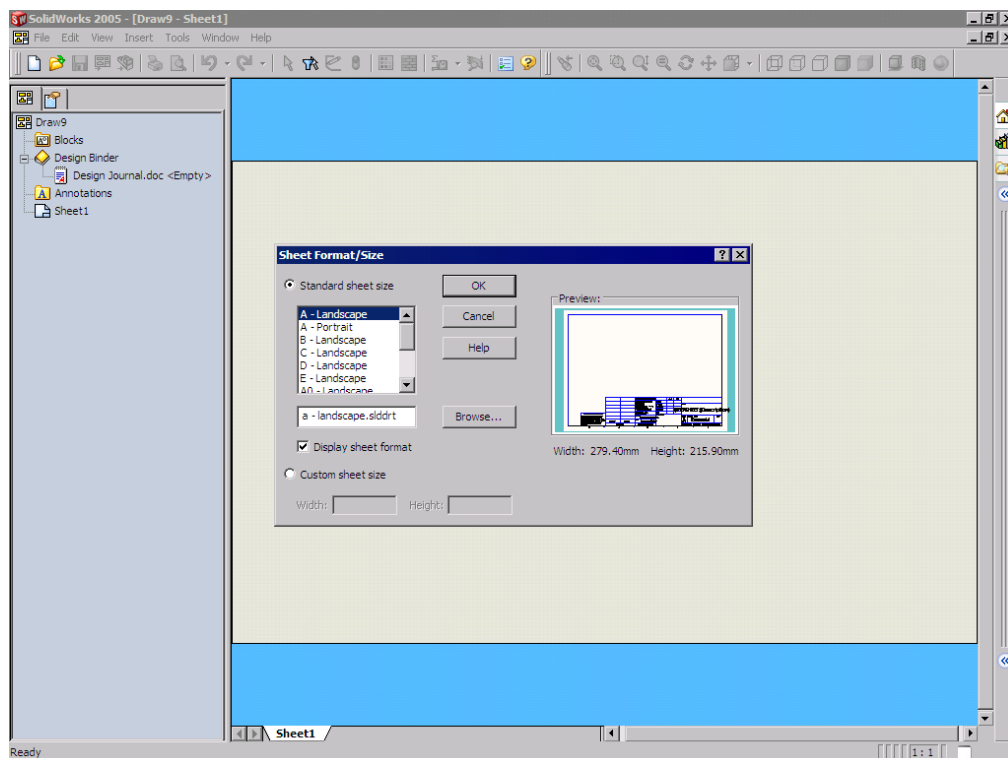 SolidWorks 2005 - [Draw9 - Sheet1]
File Edit View Insert Tools Window Help
Draw9
Blocks
Design Binder
Design Journal.doc <Empty>
Annotations
Sheet1
Sheet Format/Size
Standard sheet size
OK
Preview:
A - Landscape
A - Portrait
B - Landscape
C - Landscape
D - Landscape
E - Landscape
A0 - Landscape
Cancel
Help
a - landscape.slddrt
Browse...
Display sheet format
Width: 279.40mm Height: 215.90mm
Custom sheet size
Width: Height:
Sheet1
Ready
1:1